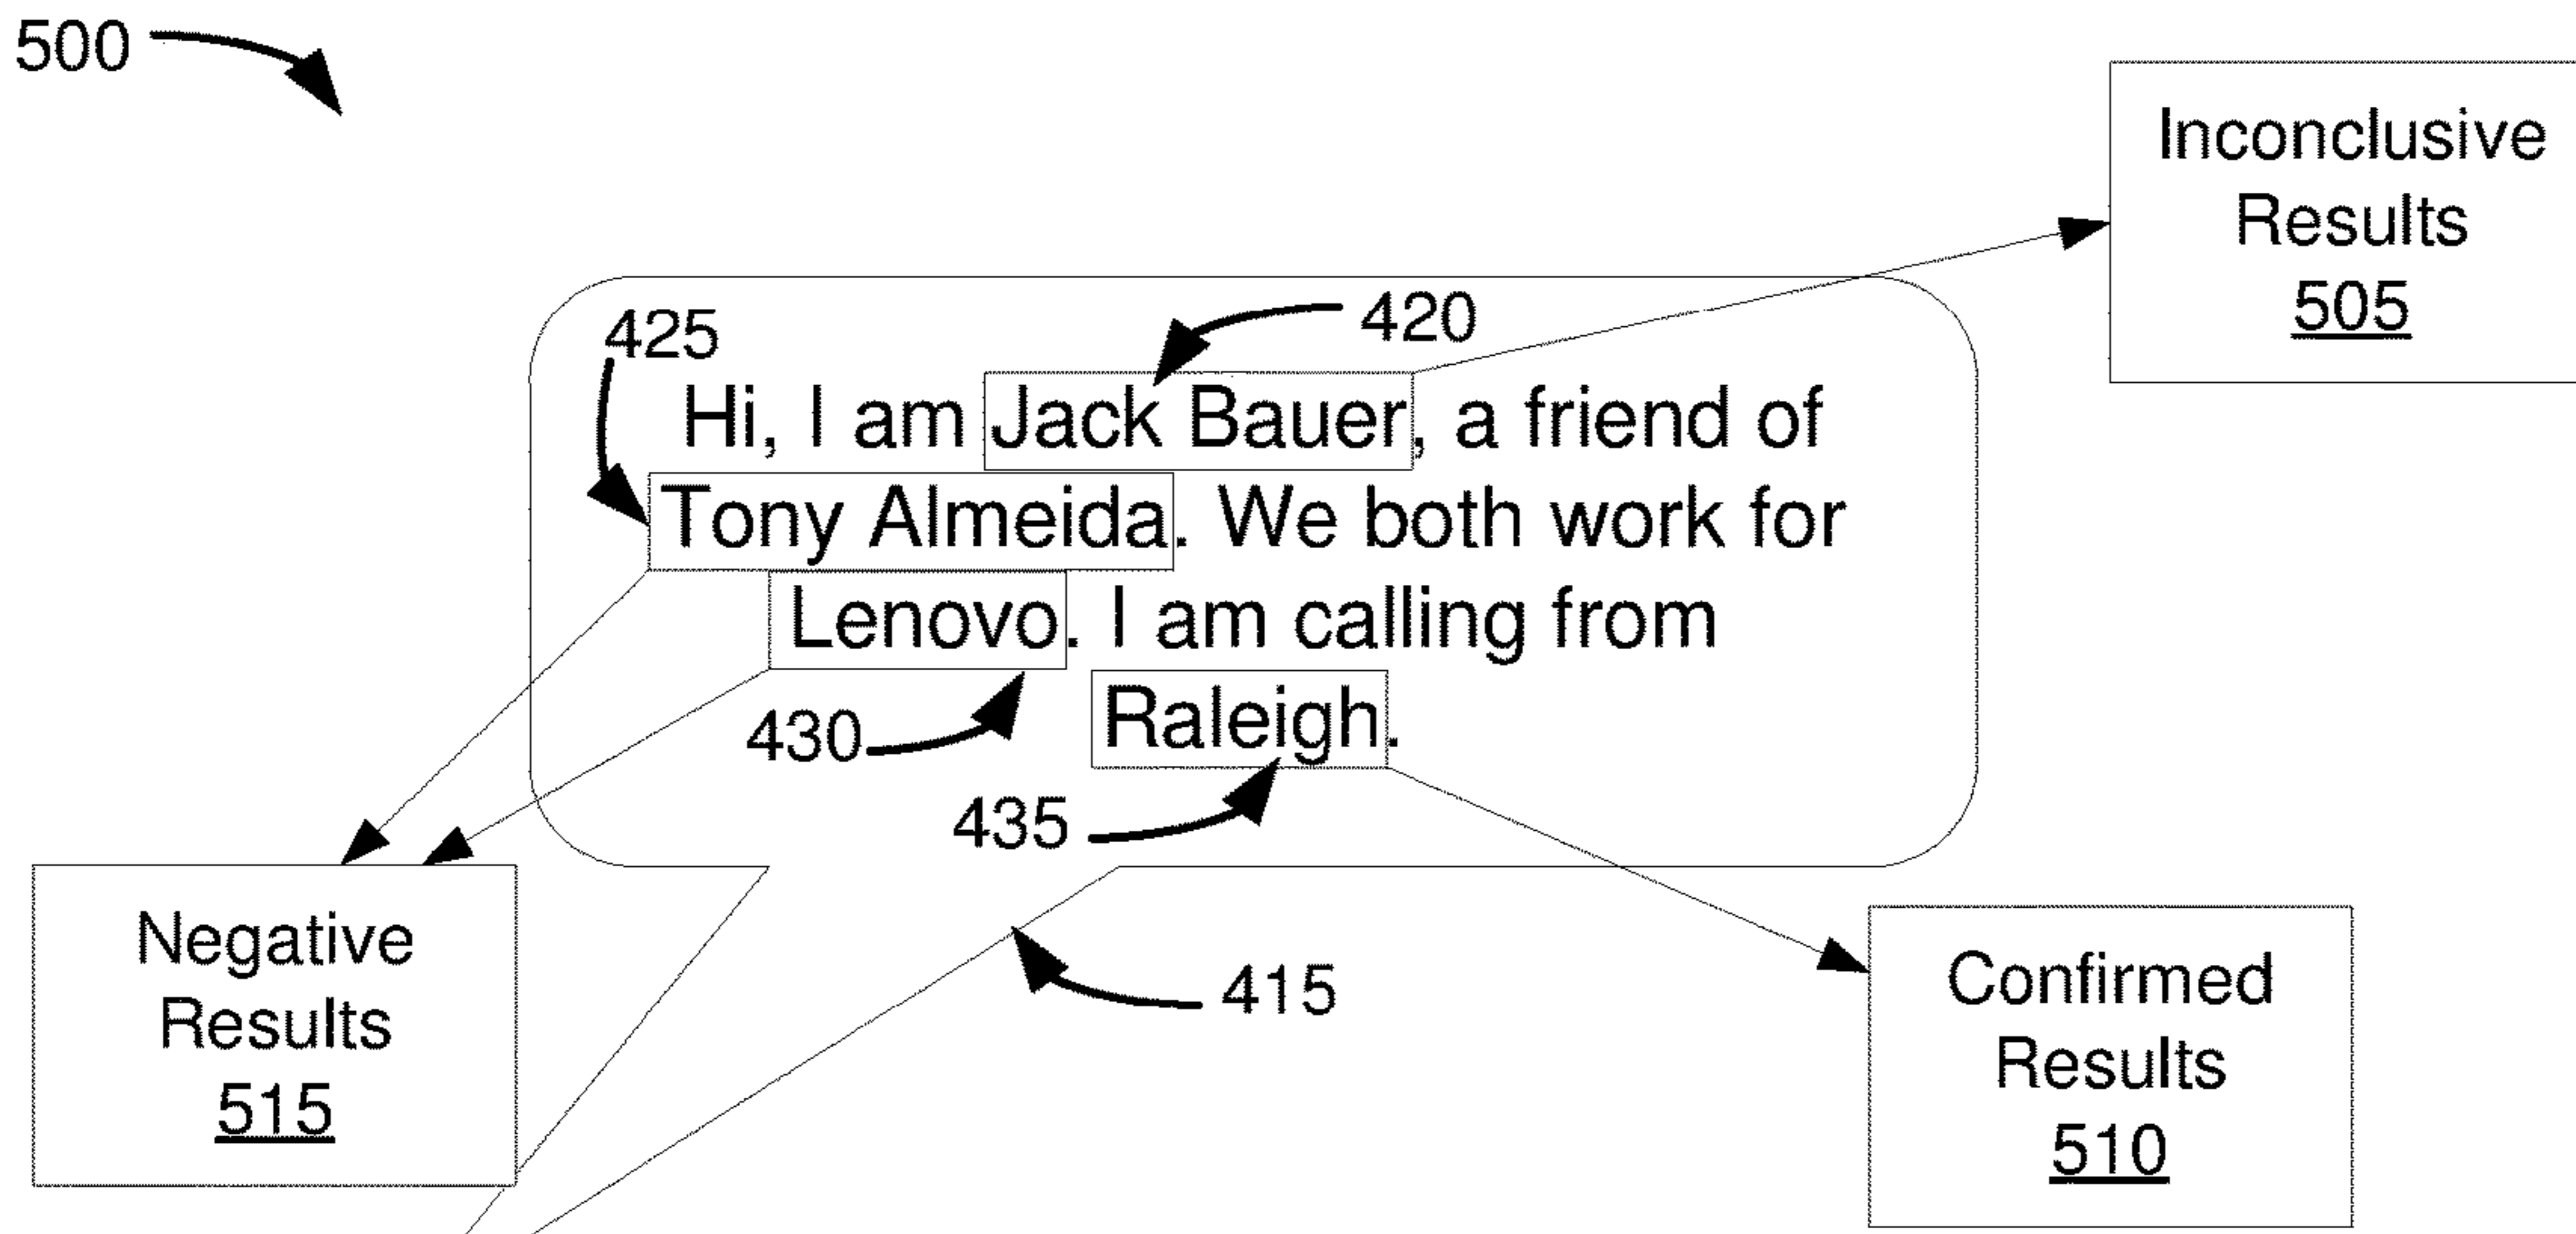 500
Inconclusive
Results
505
425
420
Hi, I am Jack Bauer, a friend of
Tony Almeida. We both work for
Lenovo. I am calling from
Raleigh.
430
435
415
Negative
Results
515
Confirmed
Results
510